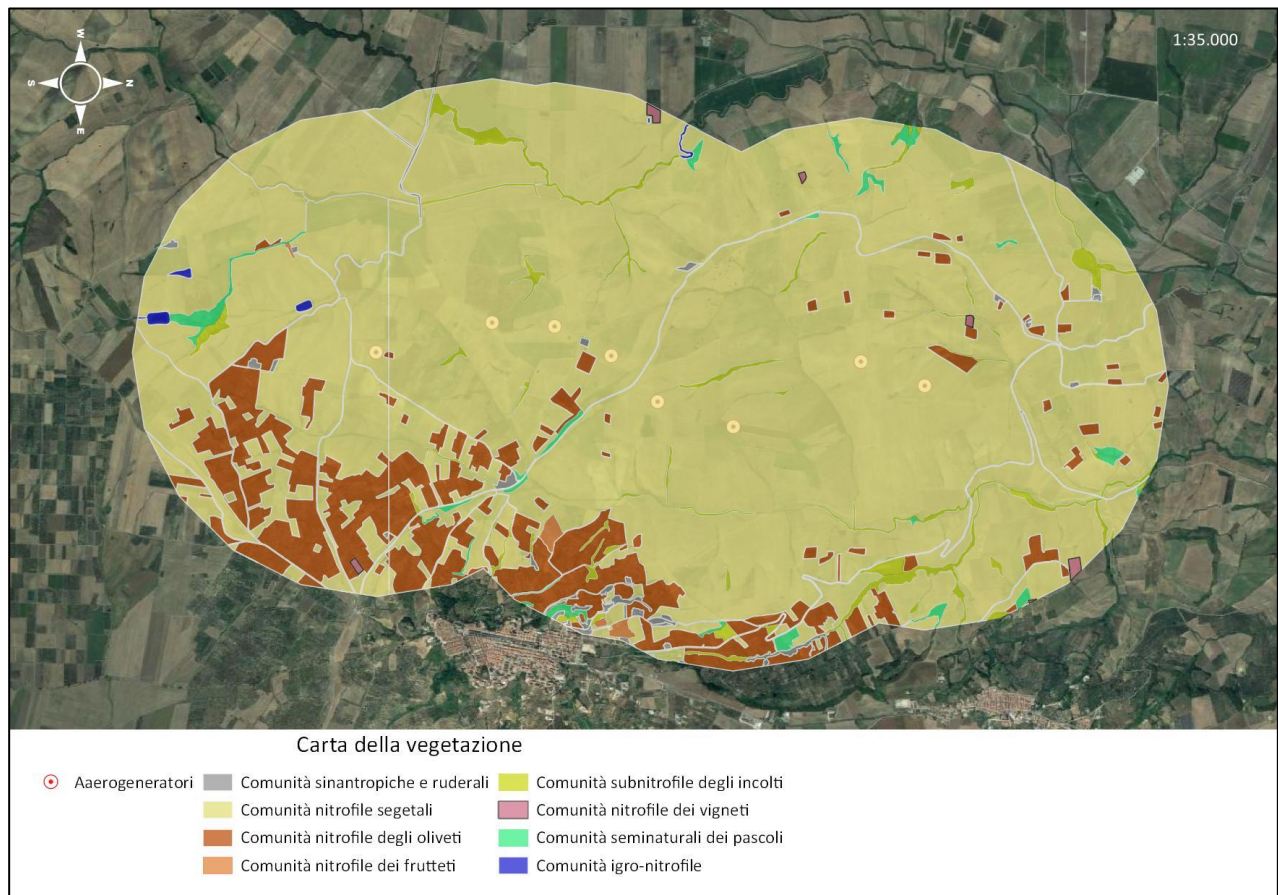 1:35.000
W
S
N
E
Carta della vegetazione
Aaerogeneratori
Comunità sinantropiche e ruderali
Comunità nitrofile segetali
Comunità nitrofile degli oliveti
Comunità nitrofile dei frutteti
Comunità subnitrofile degli incolti
Comunità nitrofile dei vigneti
Comunità seminaturali dei pascoli
Comunità igro-nitrofile